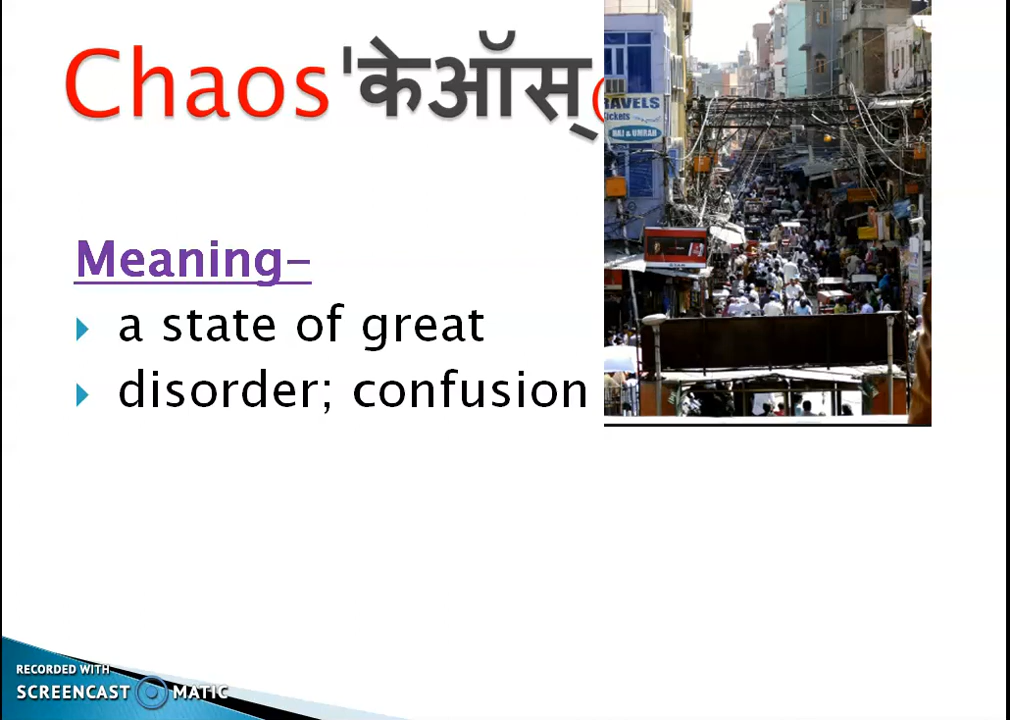 Chaos 'केऑस्(
Meaning-
a state of great
disorder; confusion
RAVELS
ickets
HAJ & UMRAH
RECORDED WITH
SCREENCAST MATIC